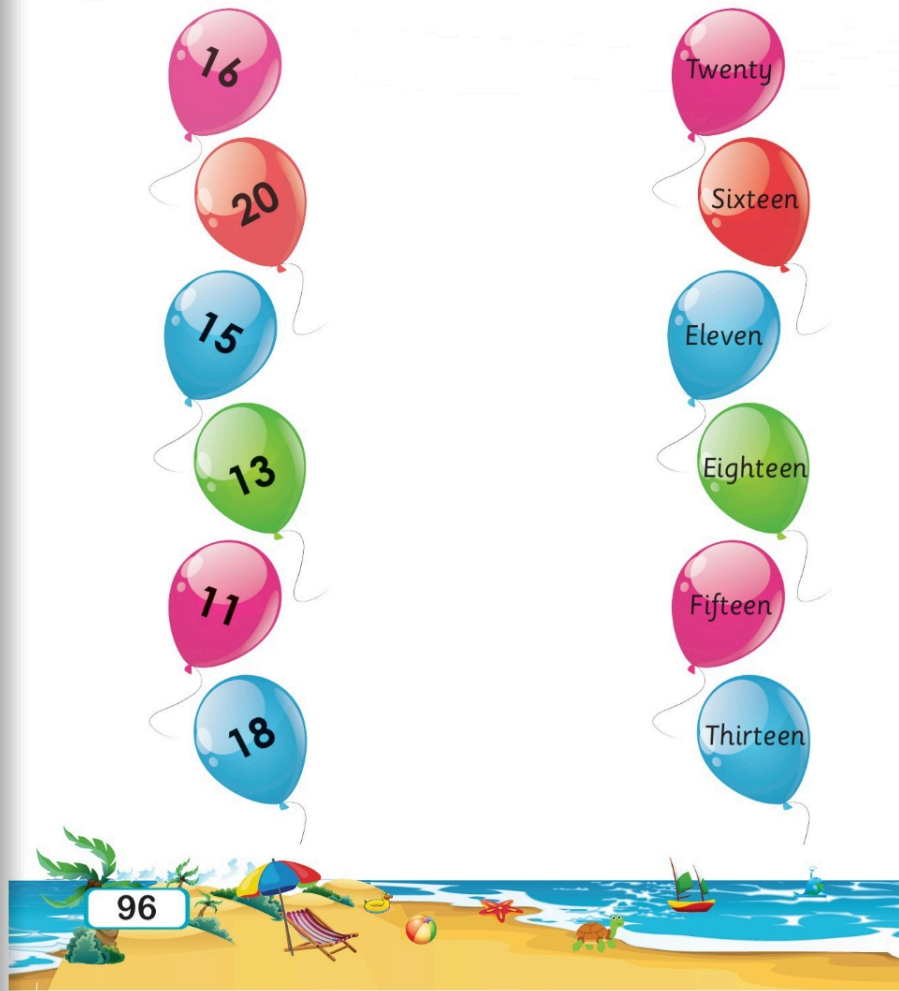 16
Twenty
20
Sixteen
15
Eleven
13
Eighteen
11
Fifteen
18
Thirteen
96